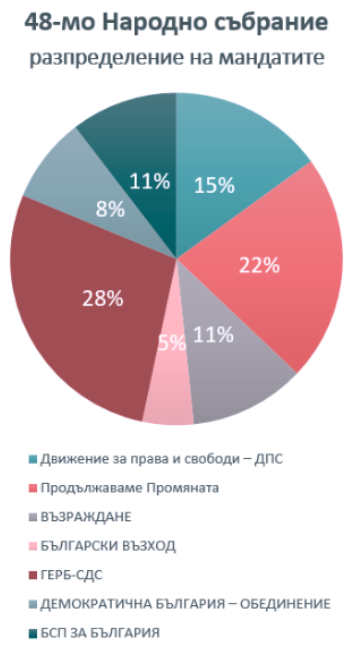 48-мо Народно събрание
разпределение на мандатите
11%
15%
8%
22%
28%
5%
11%
Движение за права и свободи – ДПС
Продължаваме Промяната
ВЪЗРАЖДАНЕ
БЪЛГАРСКИ ВЪЗХОД
ГЕРБ-СДС
ДЕМОКРАТИЧНА БЪЛГАРИЯ – ОБЕДИНЕНИЕ
БСП ЗА БЪЛГАРИЯ